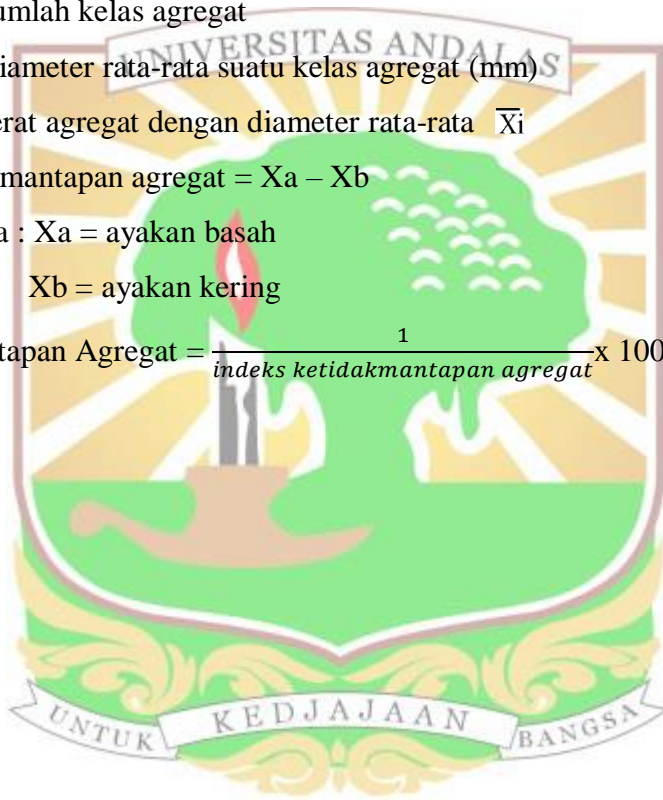 umlah kelas agregat
UNIVERSITAS ANDALAS
iameter rata-rata suatu kelas agregat (mm)
erat agregat dengan diameter rata-rata X̅i
mantapan agregat = Xa – Xb
a : Xa = ayakan basah
Xb = ayakan kering
tapan Agregat = 1 / indeks ketidakmantapan agregat x 100
UNTUK KEDJAJAAN BANGSA